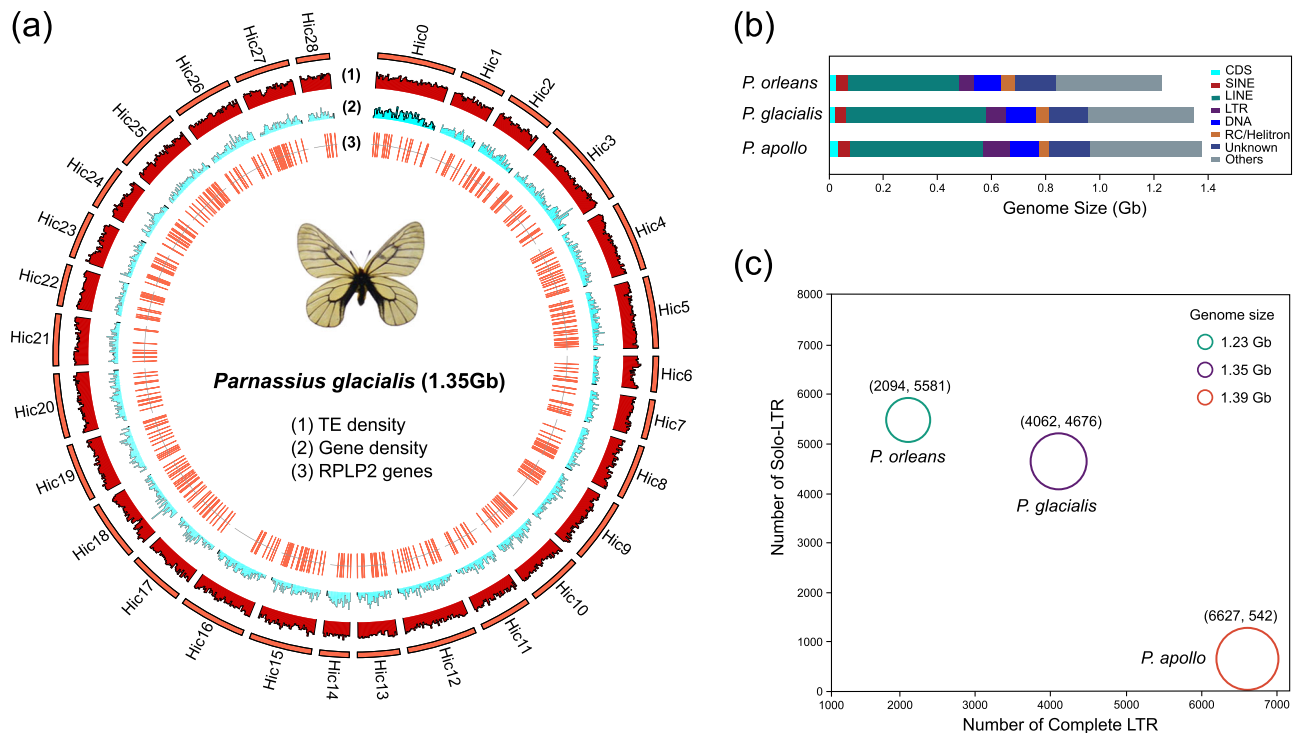 (a)
Hic0
Hic1
Hic2
Hic3
Hic4
Hic5
Hic6
Hic7
Hic8
Hic9
Hic10
Hic11
Hic12
Hic13
Hic14
Hic15
Hic16
Hic17
Hic18
Hic19
Hic20
Hic21
Hic22
Hic23
Hic24
Hic25
Hic26
Hic27
Hic28
(1)
(2)
(3)
Parnassius glacialis (1.35Gb)
(1) TE density
(2) Gene density
(3) RPLP2 genes
(b)
P. orleans
P. glacialis
P. apollo
CDS
SINE
LINE
LTR
DNA
RC/Helitron
Unknown
Others
0 0.2 0.4 0.6 0.8 1.0 1.2 1.4
Genome Size (Gb)
(c)
Number of Solo-LTR
8000
7000
6000
5000
4000
3000
2000
1000
0
Genome size
1.23 Gb
1.35 Gb
1.39 Gb
(2094, 5581)
P. orleans
(4062, 4676)
P. glacialis
(6627, 542)
P. apollo
1000 2000 3000 4000 5000 6000 7000
Number of Complete LTR